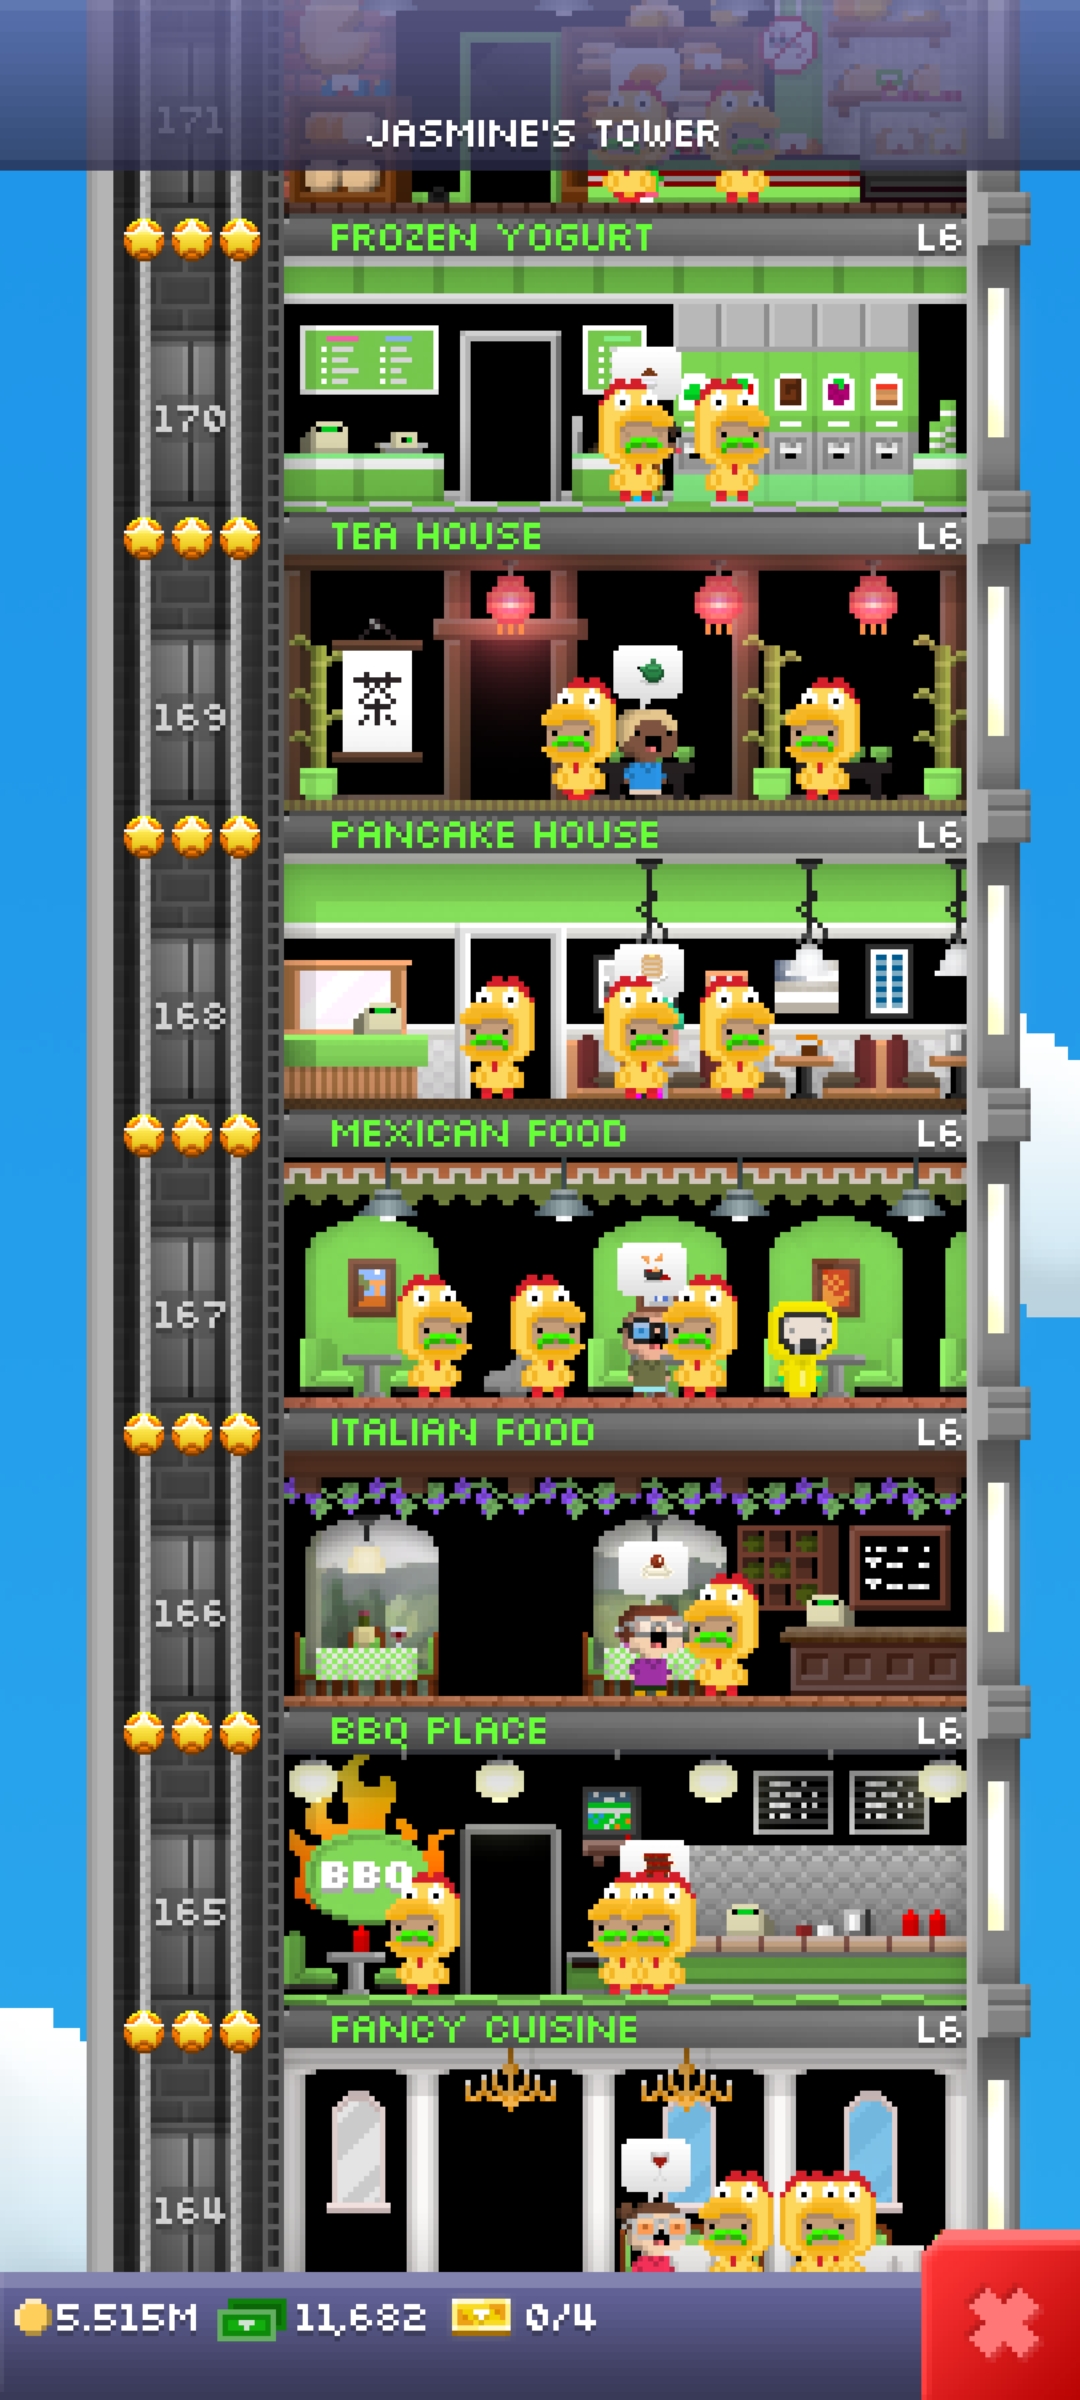 171
JASMINE'S TOWER
FROZEN YOGURT L6
170
TEA HOUSE L6
茶
169
PANCAKE HOUSE L6
168
MEXICAN FOOD L6
167
ITALIAN FOOD L6
166
BBQ PLACE L6
BBQ
165
FANCY CUISINE L6
164
5.515M 11,682 0/4